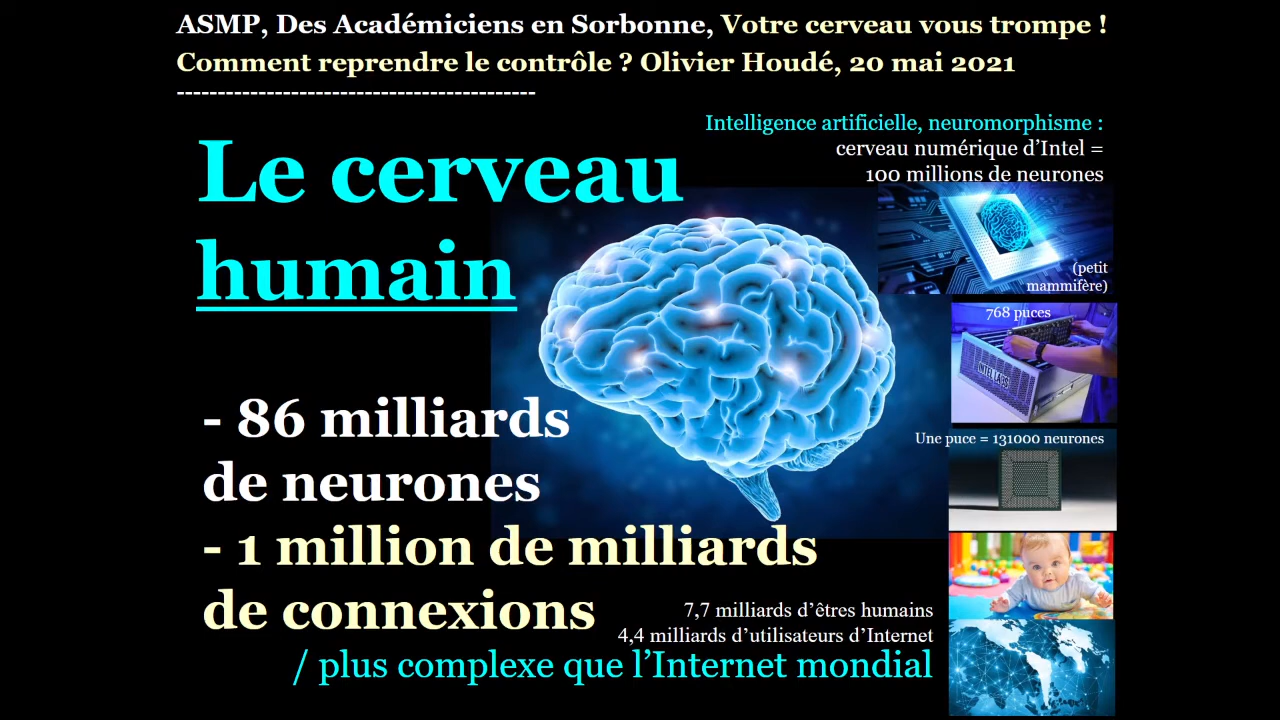 ASMP, Des Académiciens en Sorbonne, Votre cerveau vous trompe !
Comment reprendre le contrôle ? Olivier Houdé, 20 mai 2021
--------------------------------------------
Intelligence artificielle, neuromorphisme :
cerveau numérique d’Intel =
100 millions de neurones
Le cerveau
humain
(petit
mammifère)
768 puces
INTEL LABS
- 86 milliards
de neurones
Une puce = 131000 neurones
- 1 million de milliards
de connexions
7,7 milliards d’êtres humains
4,4 milliards d’utilisateurs d’Internet
/ plus complexe que l’Internet mondial